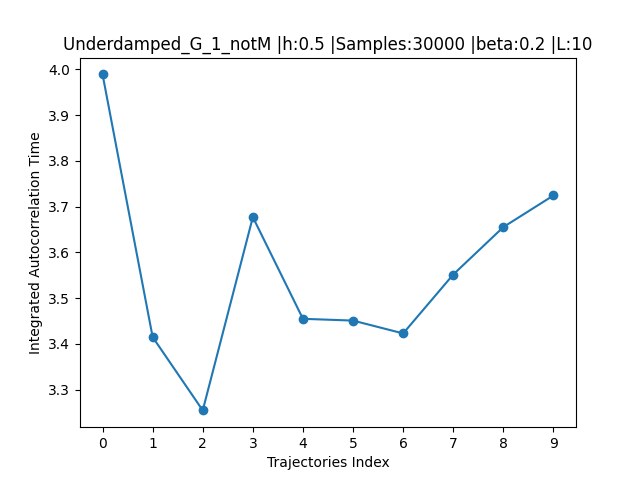 Underdamped_G_1_notM |h:0.5 |Samples:30000 |beta:0.2 |L:10
4.0
3.9
3.8
3.7
3.6
3.5
3.4
3.3
Integrated Autocorrelation Time
0 1 2 3 4 5 6 7 8 9
Trajectories Index